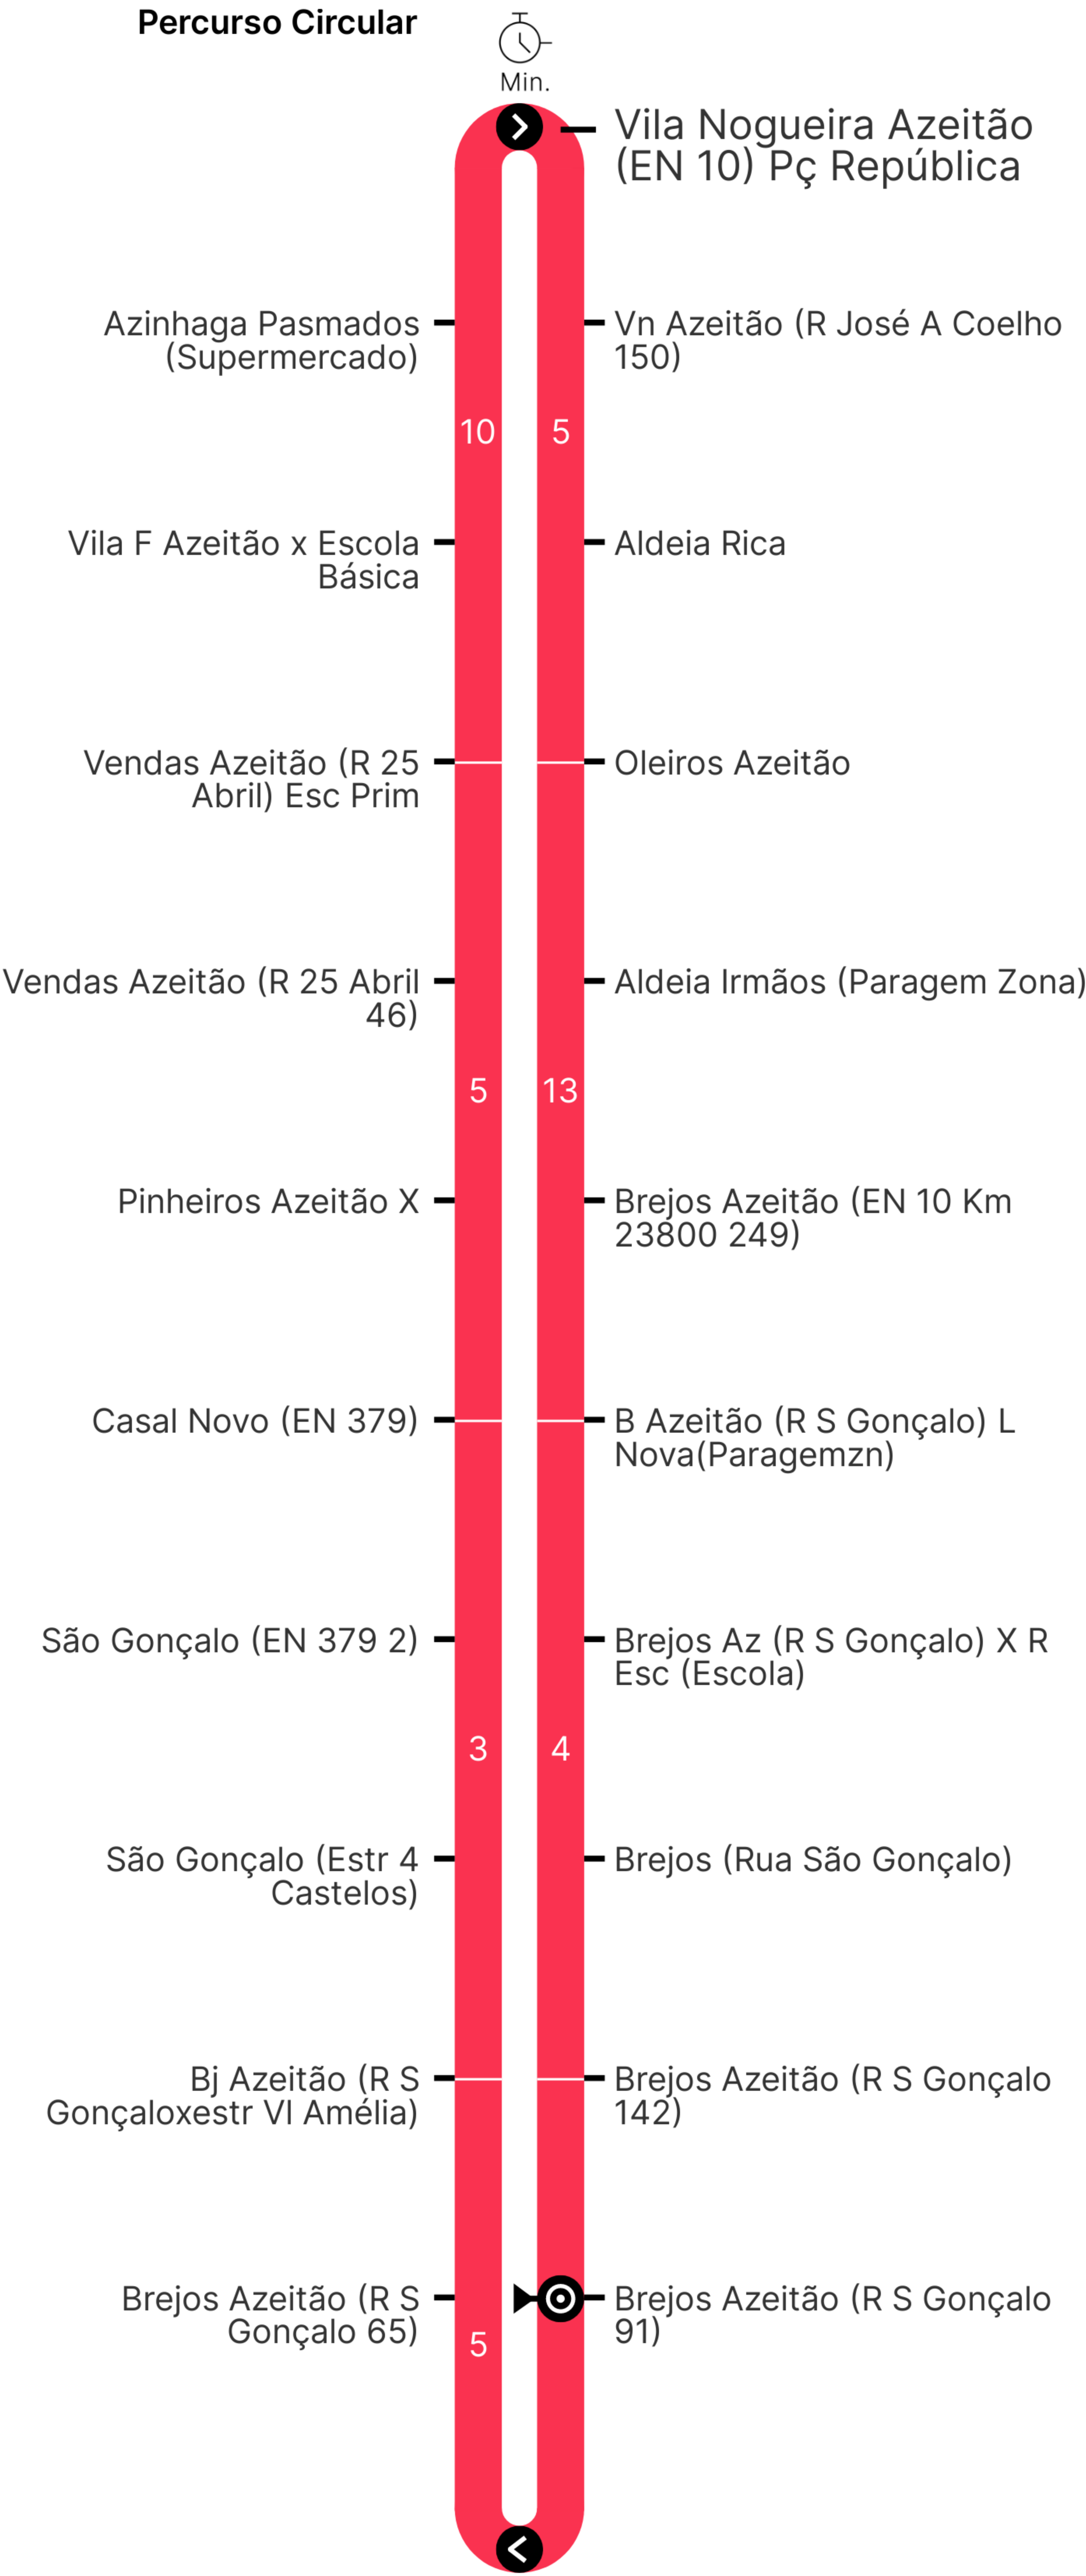 Percurso Circular
Min.
Vila Nogueira Azeitão
(EN 10) Pç República
Azinhaga Pasmados
(Supermercado)
Vn Azeitão (R José A Coelho
150)
10
5
Vila F Azeitão x Escola
Básica
Aldeia Rica
Vendas Azeitão (R 25
Abril) Esc Prim
Oleiros Azeitão
Vendas Azeitão (R 25 Abril
46)
Aldeia Irmãos (Paragem Zona)
5
13
Pinheiros Azeitão X
Brejos Azeitão (EN 10 Km
23800 249)
Casal Novo (EN 379)
B Azeitão (R S Gonçalo) L
Nova(Paragemzn)
São Gonçalo (EN 379 2)
Brejos Az (R S Gonçalo) X R
Esc (Escola)
3
4
São Gonçalo (Estr 4
Castelos)
Brejos (Rua São Gonçalo)
Bj Azeitão (R S
Gonçaloxestr Vl Amélia)
Brejos Azeitão (R S Gonçalo
142)
Brejos Azeitão (R S
Gonçalo 65)
Brejos Azeitão (R S Gonçalo
91)
5